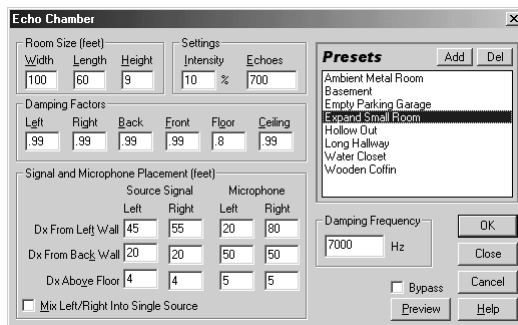 Echo Chamber
Room Size (feet)
Width Length Height
100 60 9
Settings
Intensity Echoes
10 % 700
Damping Factors
Left Right Back Front Floor Ceiling
.99 .99 .99 .99 .8 .99
Signal and Microphone Placement (feet)
Source Signal Microphone
Left Right Left Right
Dx From Left Wall 45 55 20 80
Dx From Back Wall 20 20 50 50
Dx Above Floor 4 4 5 5
Mix Left/Right Into Single Source
Presets Add Del
Ambient Metal Room
Basement
Empty Parking Garage
Expand Small Room
Hollow Out
Long Hallway
Water Closet
Wooden Coffin
Damping Frequency
7000 Hz
Bypass
Preview
OK
Close
Cancel
Help